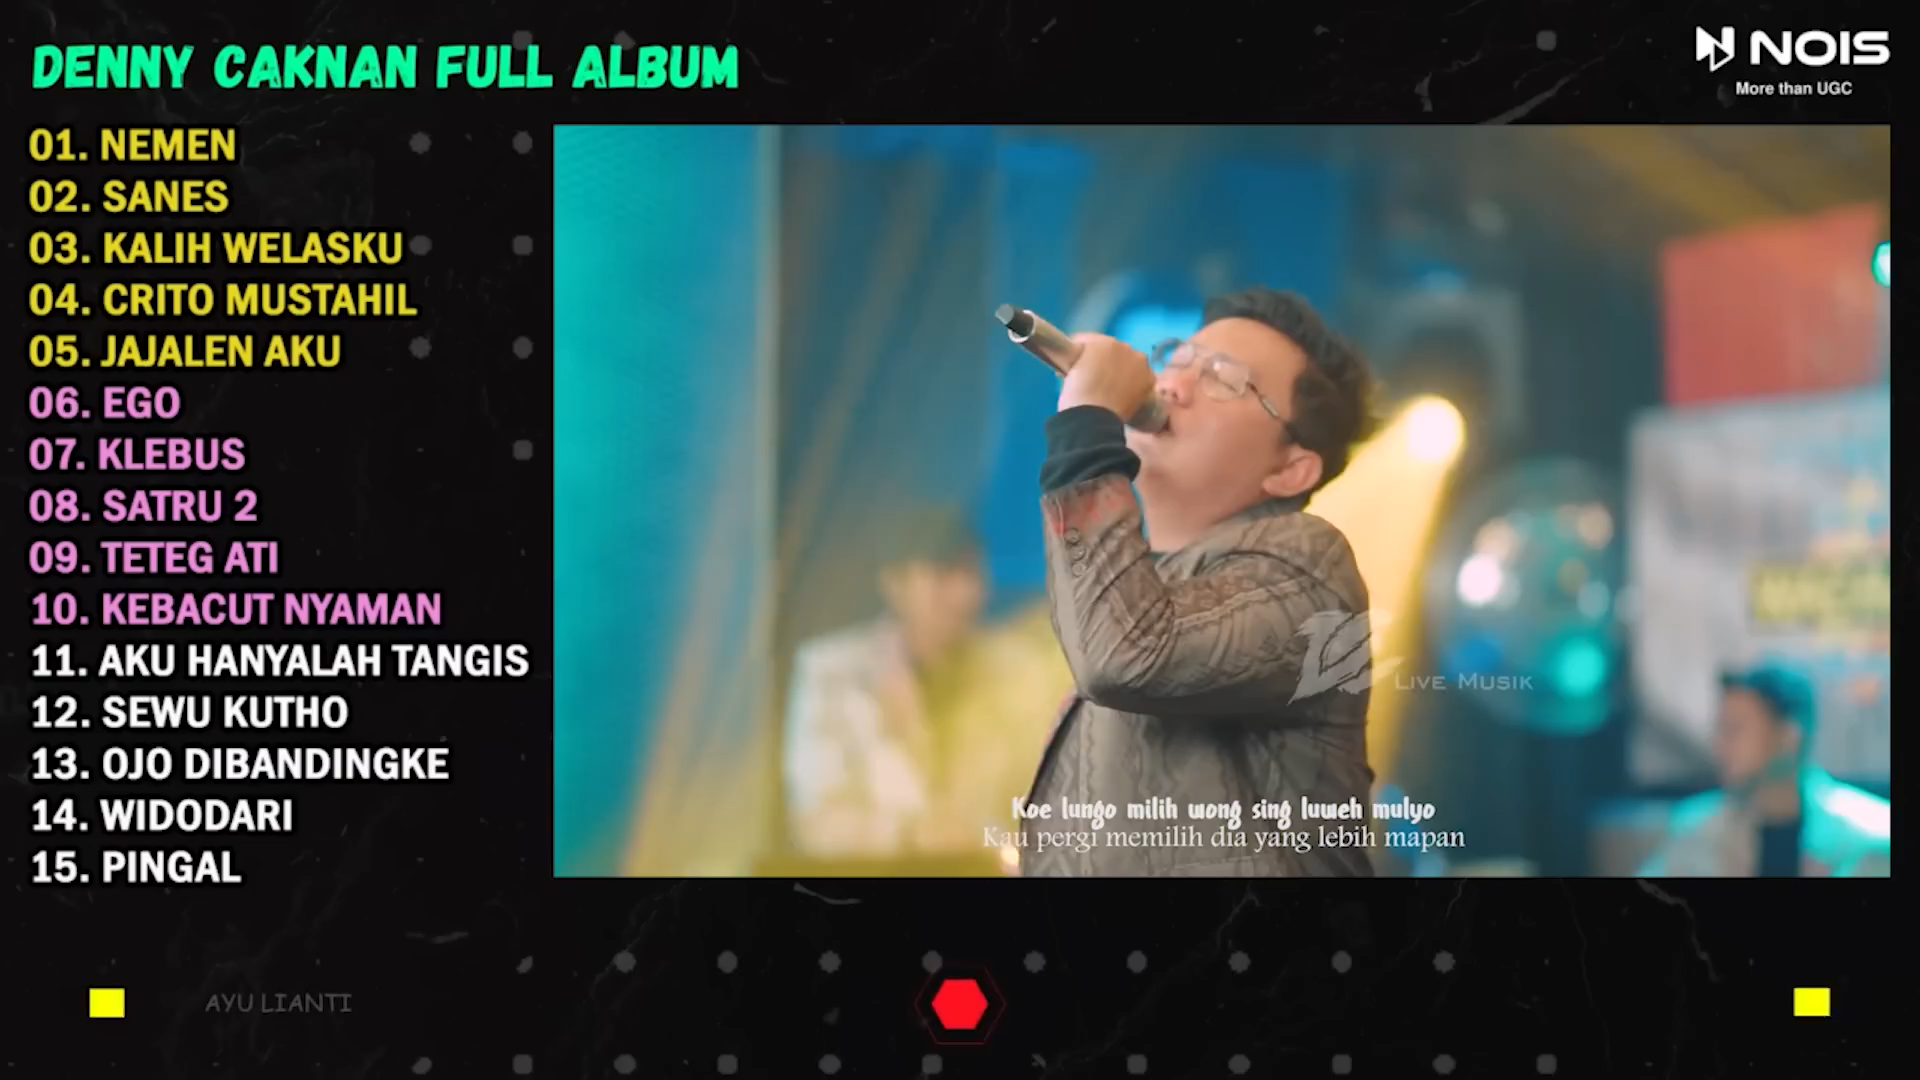 DENNY CAKNAN FULL ALBUM
NOIS
More than UGC
01. NEMEN
02. SANES
03. KALIH WELASKU
04. CRITO MUSTAHIL
05. JAJALEN AKU
06. EGO
07. KLEBUS
08. SATRU 2
09. TETEG ATI
10. KEBACUT NYAMAN
11. AKU HANYALAH TANGIS
12. SEWU KUTHO
13. OJO DIBANDINGKE
14. WIDODARI
15. PINGAL
LIVE MUSIK
Koe lungo milih wong sing luweh mulyo
Kau pergi memilih dia yang lebih mapan
AYU LIANTI